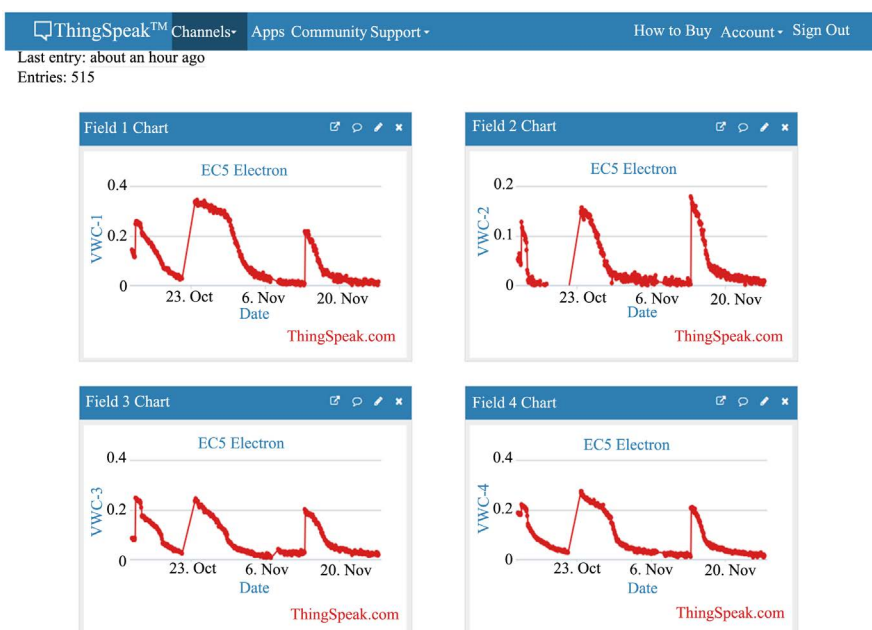 ThingSpeak™ Channels Apps Community Support How to Buy Account Sign Out
Last entry: about an hour ago
Entries: 515
Field 1 Chart
EC5 Electron
VWC-1
0.4
0.2
0
23. Oct 6. Nov 20. Nov
Date
ThingSpeak.com
Field 2 Chart
EC5 Electron
VWC-2
0.2
0.1
0
23. Oct 6. Nov 20. Nov
Date
ThingSpeak.com
Field 3 Chart
EC5 Electron
VWC-3
0.4
0.2
0
23. Oct 6. Nov 20. Nov
Date
ThingSpeak.com
Field 4 Chart
EC5 Electron
VWC-4
0.4
0.2
0
23. Oct 6. Nov 20. Nov
Date
ThingSpeak.com